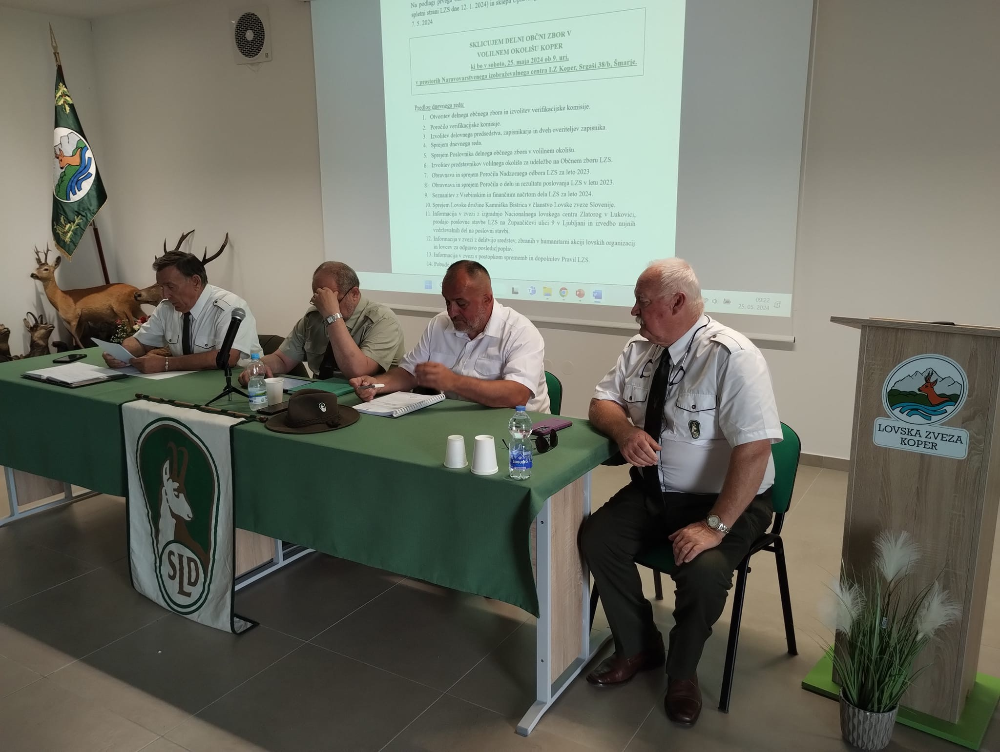 Na podlagi prvega
spletni strani LZS dne 12. 1. 2024) in sklepa
7. 5. 2024
SKLICUJEM DELNI OBČNI ZBOR V
VOLILNEM OKOLIŠU KOPER
ki bo v soboto, 25. maja 2024 ob 9. uri,
v prostorih Naravovarstvenega izobraževalnega centra LZ Koper, Srgaši 38/b, Šmarje.
Predlog dnevnega reda:
1. Otvoritev delnega občnega zbora in izvolitev verifikacijske komisije.
2. Poročilo verifikacijske komisije.
3. Izvolitev delovnega predsedstva, zapisnikarja in dveh overiteljev zapisnika.
4. Sprejem dnevnega reda.
5. Sprejem Poslovnika delnega občnega zbora v volilnem okolišu.
6. Izvolitev predstavnikov volilnega okoliša za udeležbo na Občnem zboru LZS.
7. Obravnava in sprejem Poročila Nadzornega odbora LZS za leto 2023.
8. Obravnava in sprejem Poročila o delu in rezultatu poslovanja LZS v letu 2023.
9. Seznanitev z Vsebinskim in finančnim načrtom dela LZS za leto 2024.
10. Sprejem Lovske družine Kamniška Bistrica v članstvo Lovske zveze Slovenije.
11. Informacija v zvezi z izgradnjo Nacionalnega lovskega centra Zlatorog v Lukovici,
prodajo poslovne stavbe LZS na Župančičevi ulici 9 v Ljubljani in izvedbo nujnih
vzdrževalnih del na poslovni stavbi.
12. Informacija v zvezi z delitvijo sredstev, zbranih v humanitarni akciji lovskih organizacij
in lovcev za odpravo posledic poplav.
13. Informacija v zvezi s postopkom sprememb in dopolnitev Pravil LZS.
14. Pobude
09:22
25. 05. 2024
LOVSKA ZVEZA
KOPER
SLD